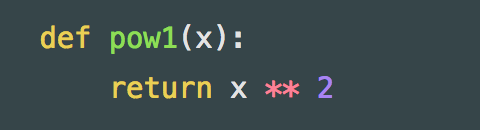 def pow1(x):
    return x ** 2